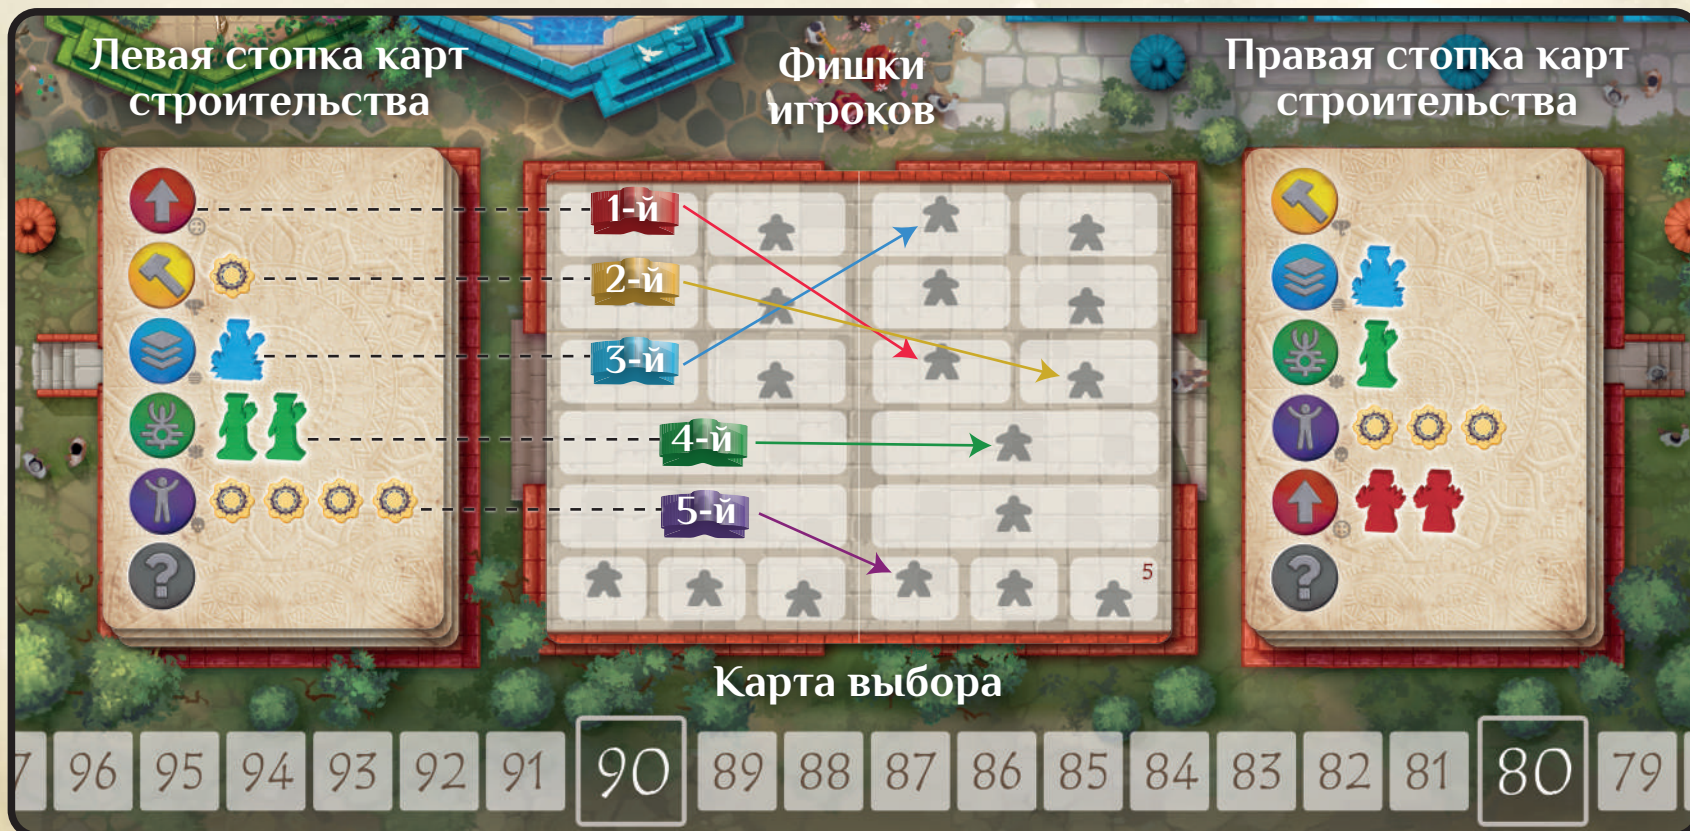 Левая стопка карт
строительства
Фишки
игроков
Правая стопка карт
строительства
1-й
2-й
3-й
4-й
5-й
5
Карта выбора
96 95 94 93 92 91 90 89 88 87 86 85 84 83 82 81 80 79